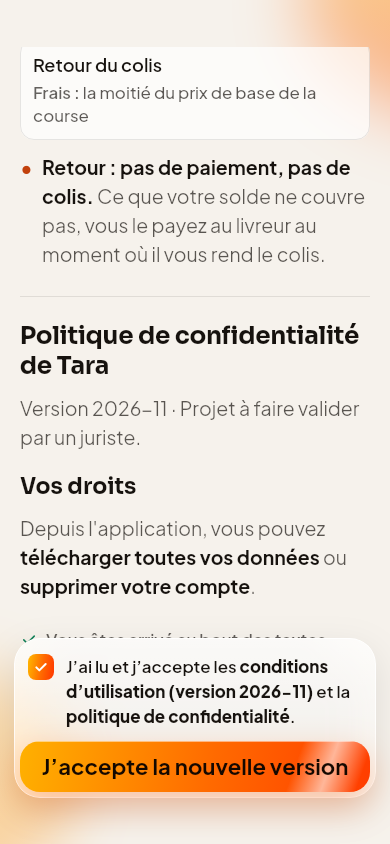 Retour du colis
Frais : la moitié du prix de base de la
course
Retour : pas de paiement, pas de
colis. Ce que votre solde ne couvre
pas, vous le payez au livreur au
moment où il vous rend le colis.
Politique de confidentialité
de Tara
Version 2026–11 · Projet à faire valider
par un juriste.
Vos droits
Depuis l'application, vous pouvez
télécharger toutes vos données ou
supprimer votre compte.
J’ai lu et j’accepte les conditions
d’utilisation (version 2026–11) et la
politique de confidentialité.
J’accepte la nouvelle version